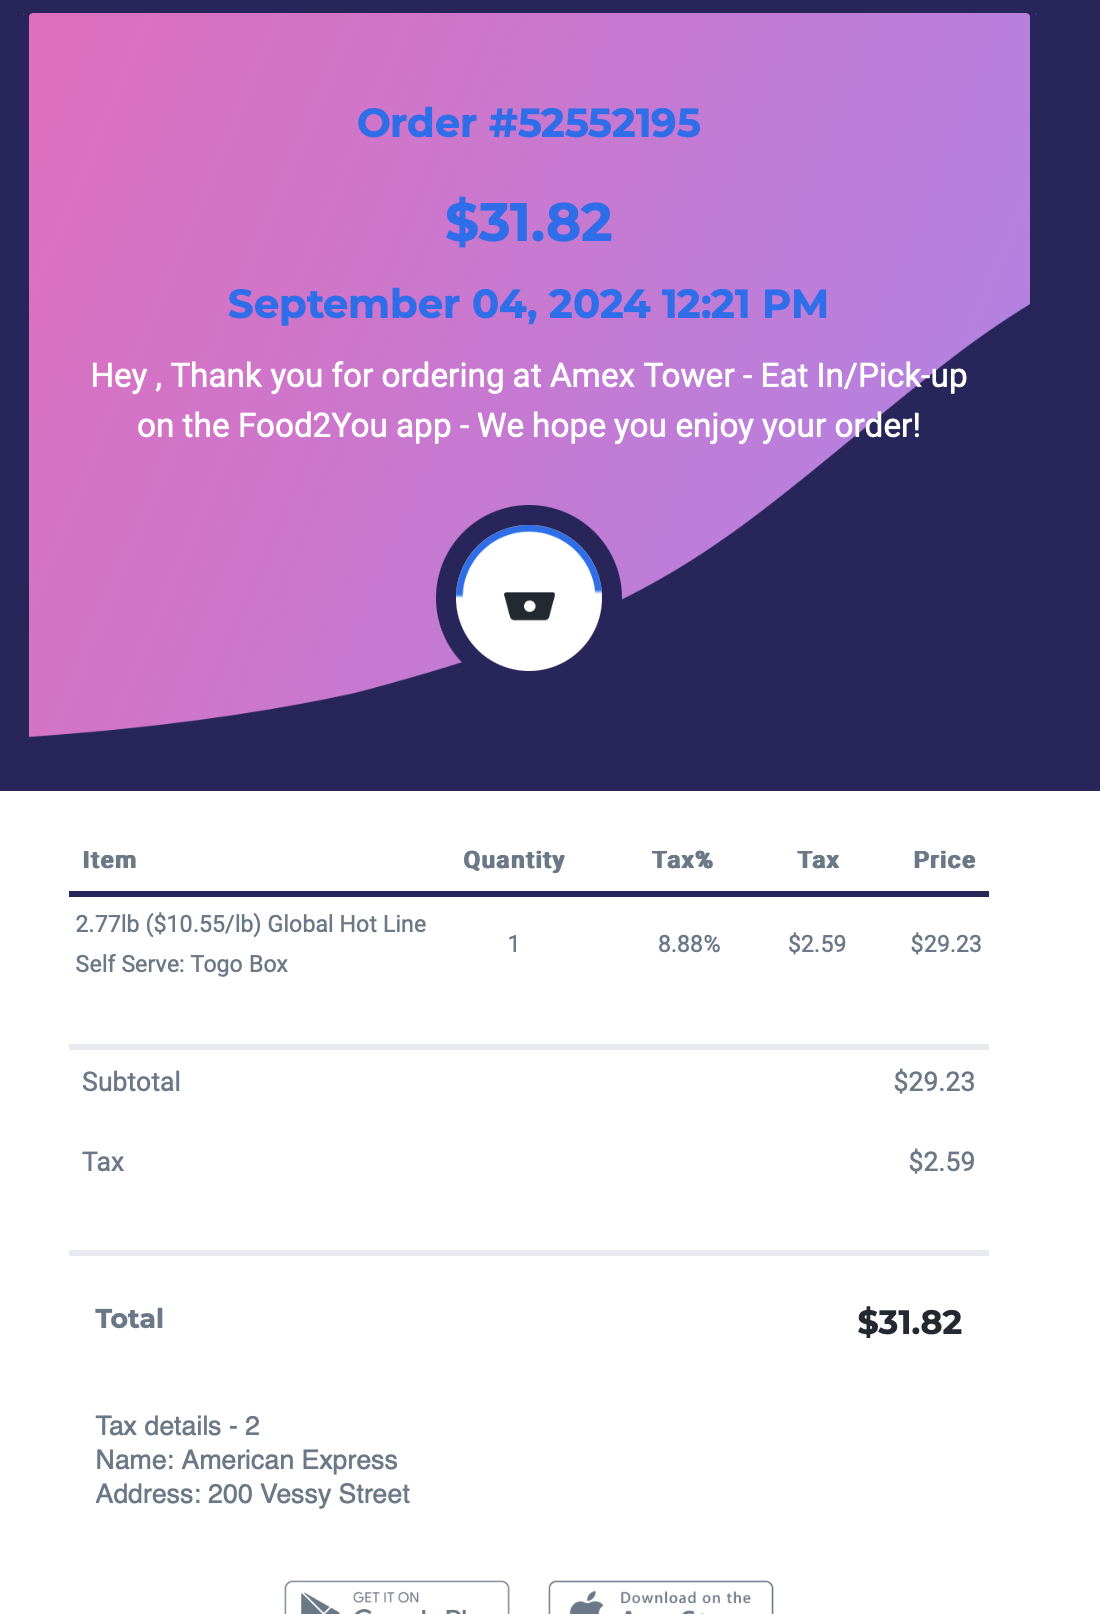 Order #52552195
$31.82
September 04, 2024 12:21 PM
Hey , Thank you for ordering at Amex Tower - Eat In/Pick-up
on the Food2You app - We hope you enjoy your order!
Item Quantity Tax% Tax Price
2.77lb ($10.55/lb) Global Hot Line
Self Serve: Togo Box 1 8.88% $2.59 $29.23
Subtotal $29.23
Tax $2.59
Total $31.82
Tax details - 2
Name: American Express
Address: 200 Vessy Street
GET IT ON
Download on the